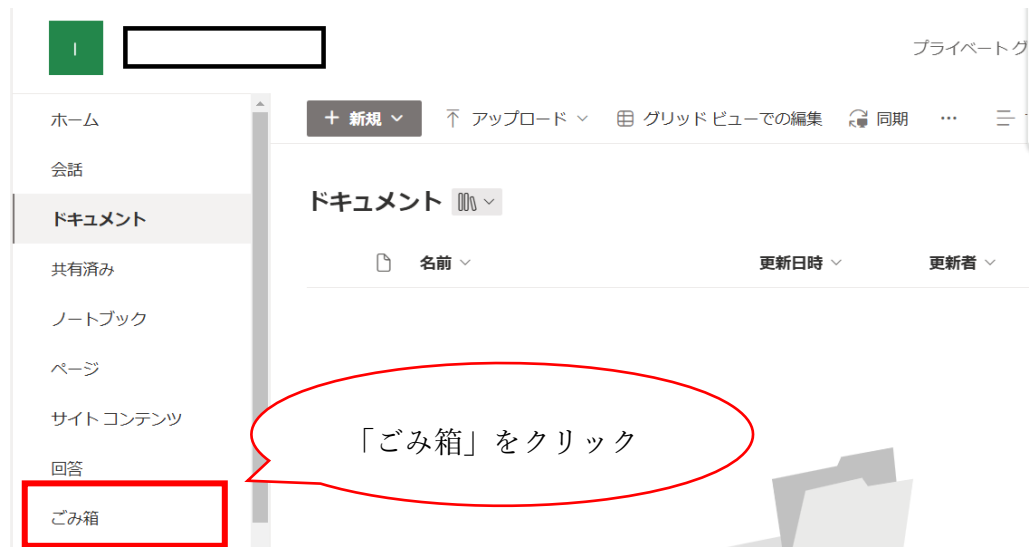 I
プライベート グ
ホーム
会話
ドキュメント
共有済み
ノートブック
ページ
サイト コンテンツ
回答
ごみ箱
+ 新規 アップロード グリッド ビューでの編集 同期 …
ドキュメント
名前 更新日時 更新者
「ごみ箱」をクリック